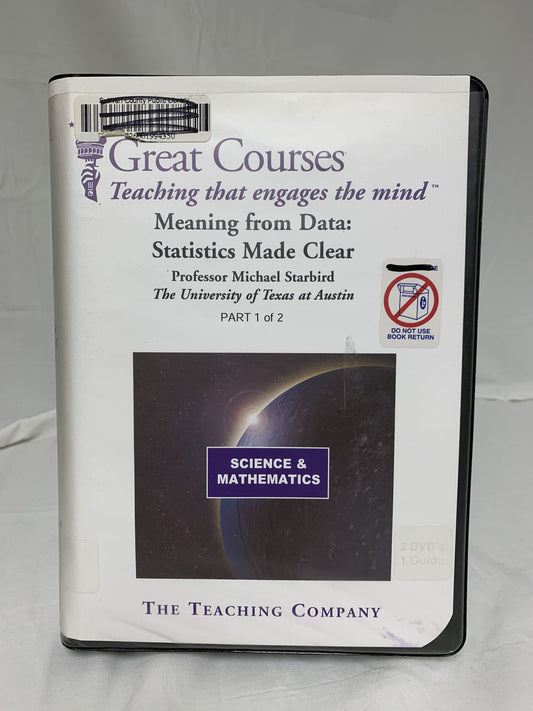 County Public
Great Courses
Teaching that engages the mind™
Meaning from Data:
Statistics Made Clear
Professor Michael Starbird
The University of Texas at Austin
PART 1 of 2
DO NOT USE
BOOK RETURN
SCIENCE &
MATHEMATICS
2 DVD's
1 Guide
THE TEACHING COMPANY